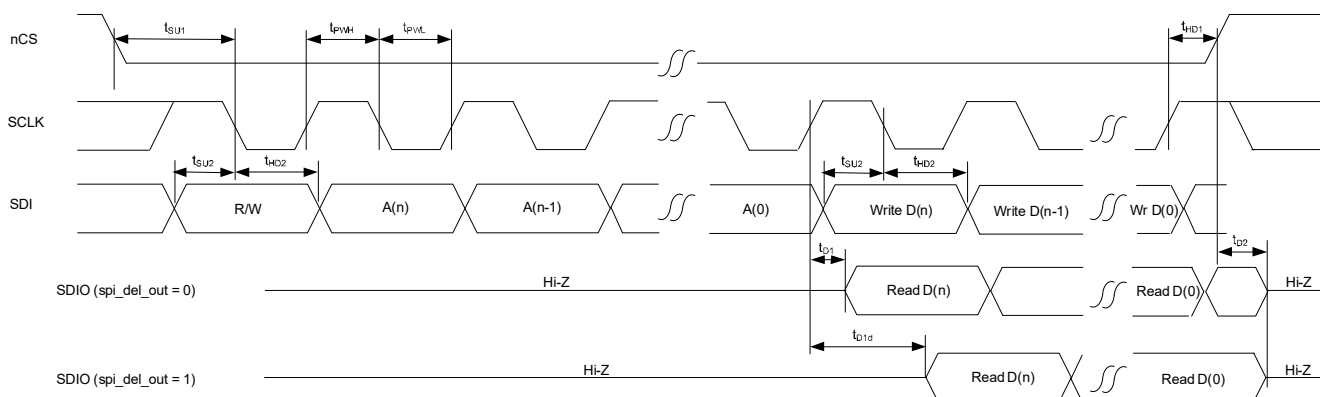 nCS
tSU1
tPWH
tPWL
tHD1
SCLK
tSU2
tHD2
tSU2
tHD2
SDI
R/W
A(n)
A(n-1)
A(0)
Write D(n)
Write D(n-1)
Wr D(0)
tD1
tD2
SDIO (spi_del_out = 0)
Hi-Z
Read D(n)
Read D(0)
Hi-Z
tD1d
SDIO (spi_del_out = 1)
Hi-Z
Read D(n)
Read D(0)
Hi-Z